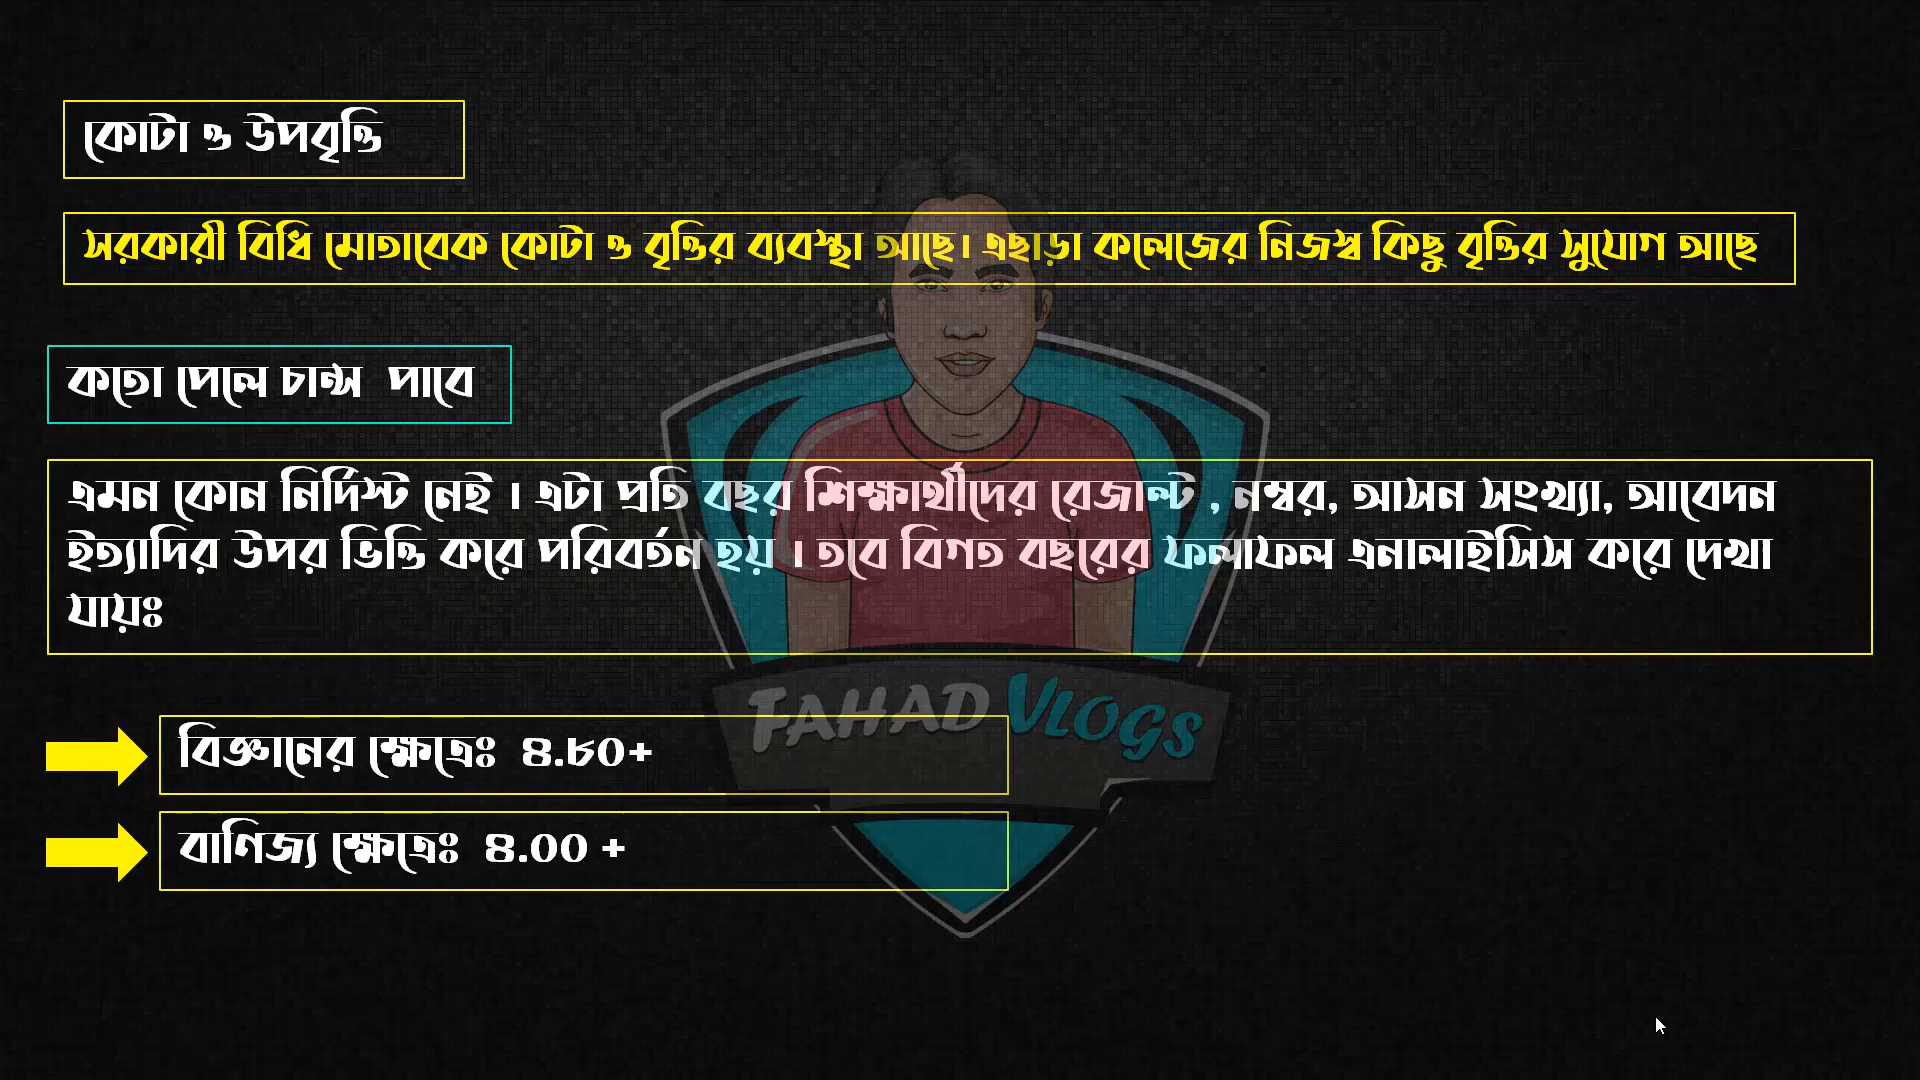 কোটা ও উপবৃত্তি
সরকারী বিধি মোতাবেক কোটা ও বৃত্তির ব্যবস্থা আছে। এছাড়া কলেজের নিজস্ব কিছু বৃত্তির সুযোগ আছে
কতো পেলে চান্স পাবে
এমন কোন নির্দিস্ট নেই । এটা প্রতি বছর শিক্ষার্থীদের রেজাল্ট , নম্বর, আসন সংখ্যা, আবেদন
ইত্যাদির উপর ভিত্তি করে পরিবর্তন হয় । তবে বিগত বছরের ফলাফল এনালাইসিস করে দেখা
যায়ঃ
FAHAD VLOGS
বিজ্ঞানের ক্ষেত্রেঃ ৪.৮০+
বাণিজ্য ক্ষেত্রেঃ ৪.০০ +